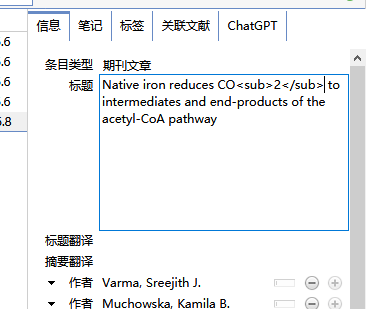 信息 笔记 标签 关联文献 ChatGPT
.6
.6
.6
.6
.8
条目类型 期刊文章
标题 Native iron reduces CO<sub>2</sub> to
intermediates and end-products of the
acetyl-CoA pathway
标题翻译
摘要翻译
作者 Varma, Sreejith J.
作者 Muchowska, Kamila B.